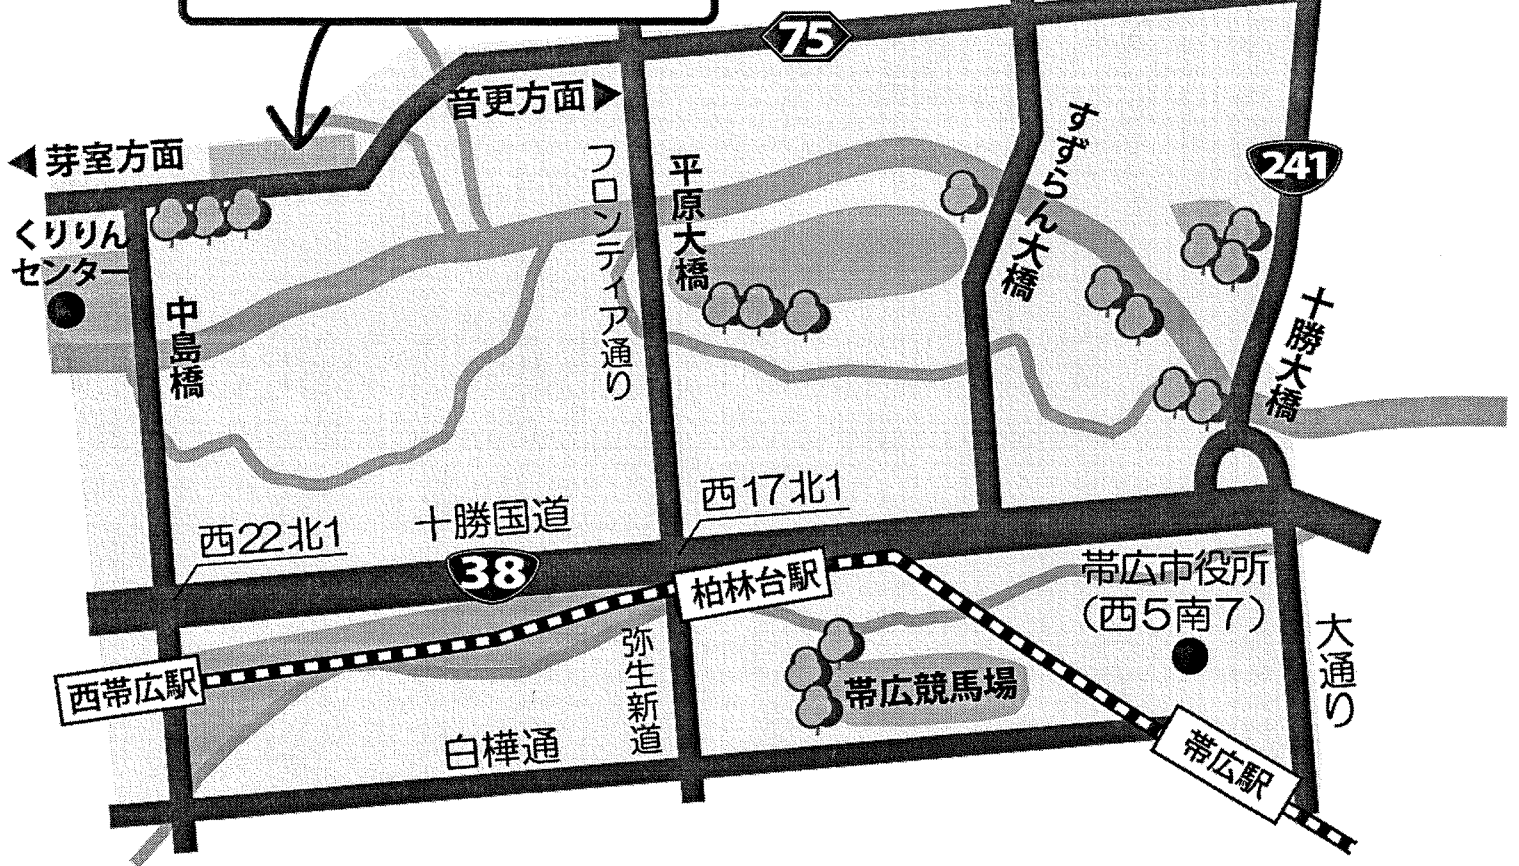 75
音更方面▶
◀芽室方面
くりりん
センター
中島橋
フロンティア通り
平原大橋
すずらん大橋
241
十勝大橋
西22北1
十勝国道
38
西17北1
柏林台駅
帯広市役所
(西5南7)
大通り
西帯広駅
弥生新道
帯広競馬場
白樺通
帯広駅